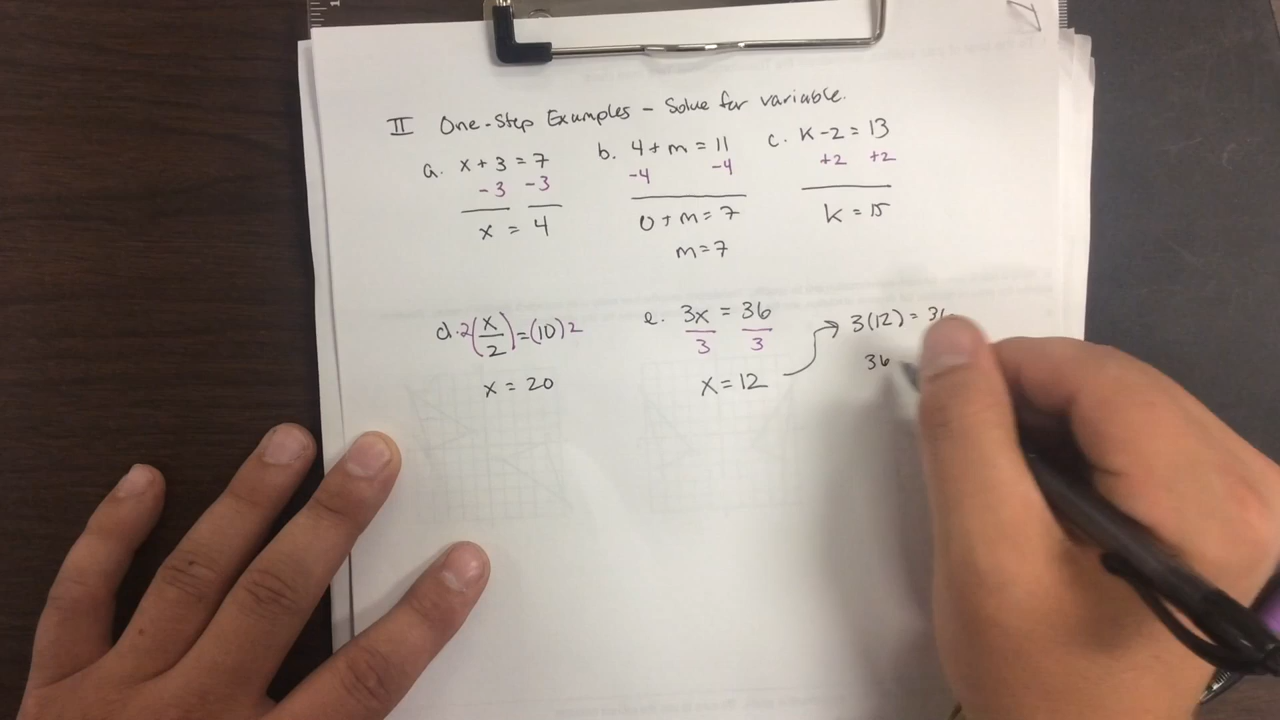 II One-Step Examples - Solve for variable.
a. x + 3 = 7
-3 -3
x = 4
b. 4 + m = 11
-4 -4
0 + m = 7
m = 7
c. k - 2 = 13
+2 +2
k = 15
d. 2(x/2) = (10)2
x = 20
e. 3x = 36
3 3
x = 12
3(12) = 36
36